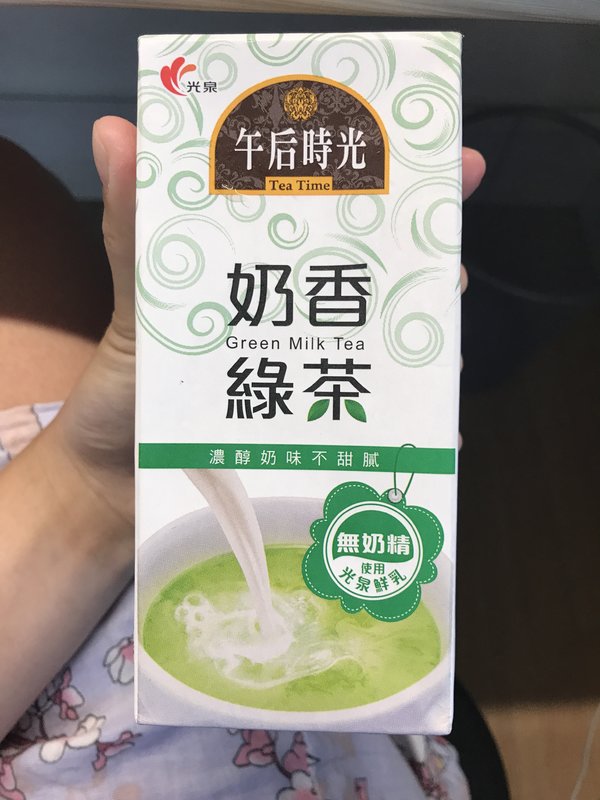 光泉
午后時光
Tea Time
奶香
Green Milk Tea
綠茶
濃醇奶味不甜膩
無奶精
使用
光泉鮮乳